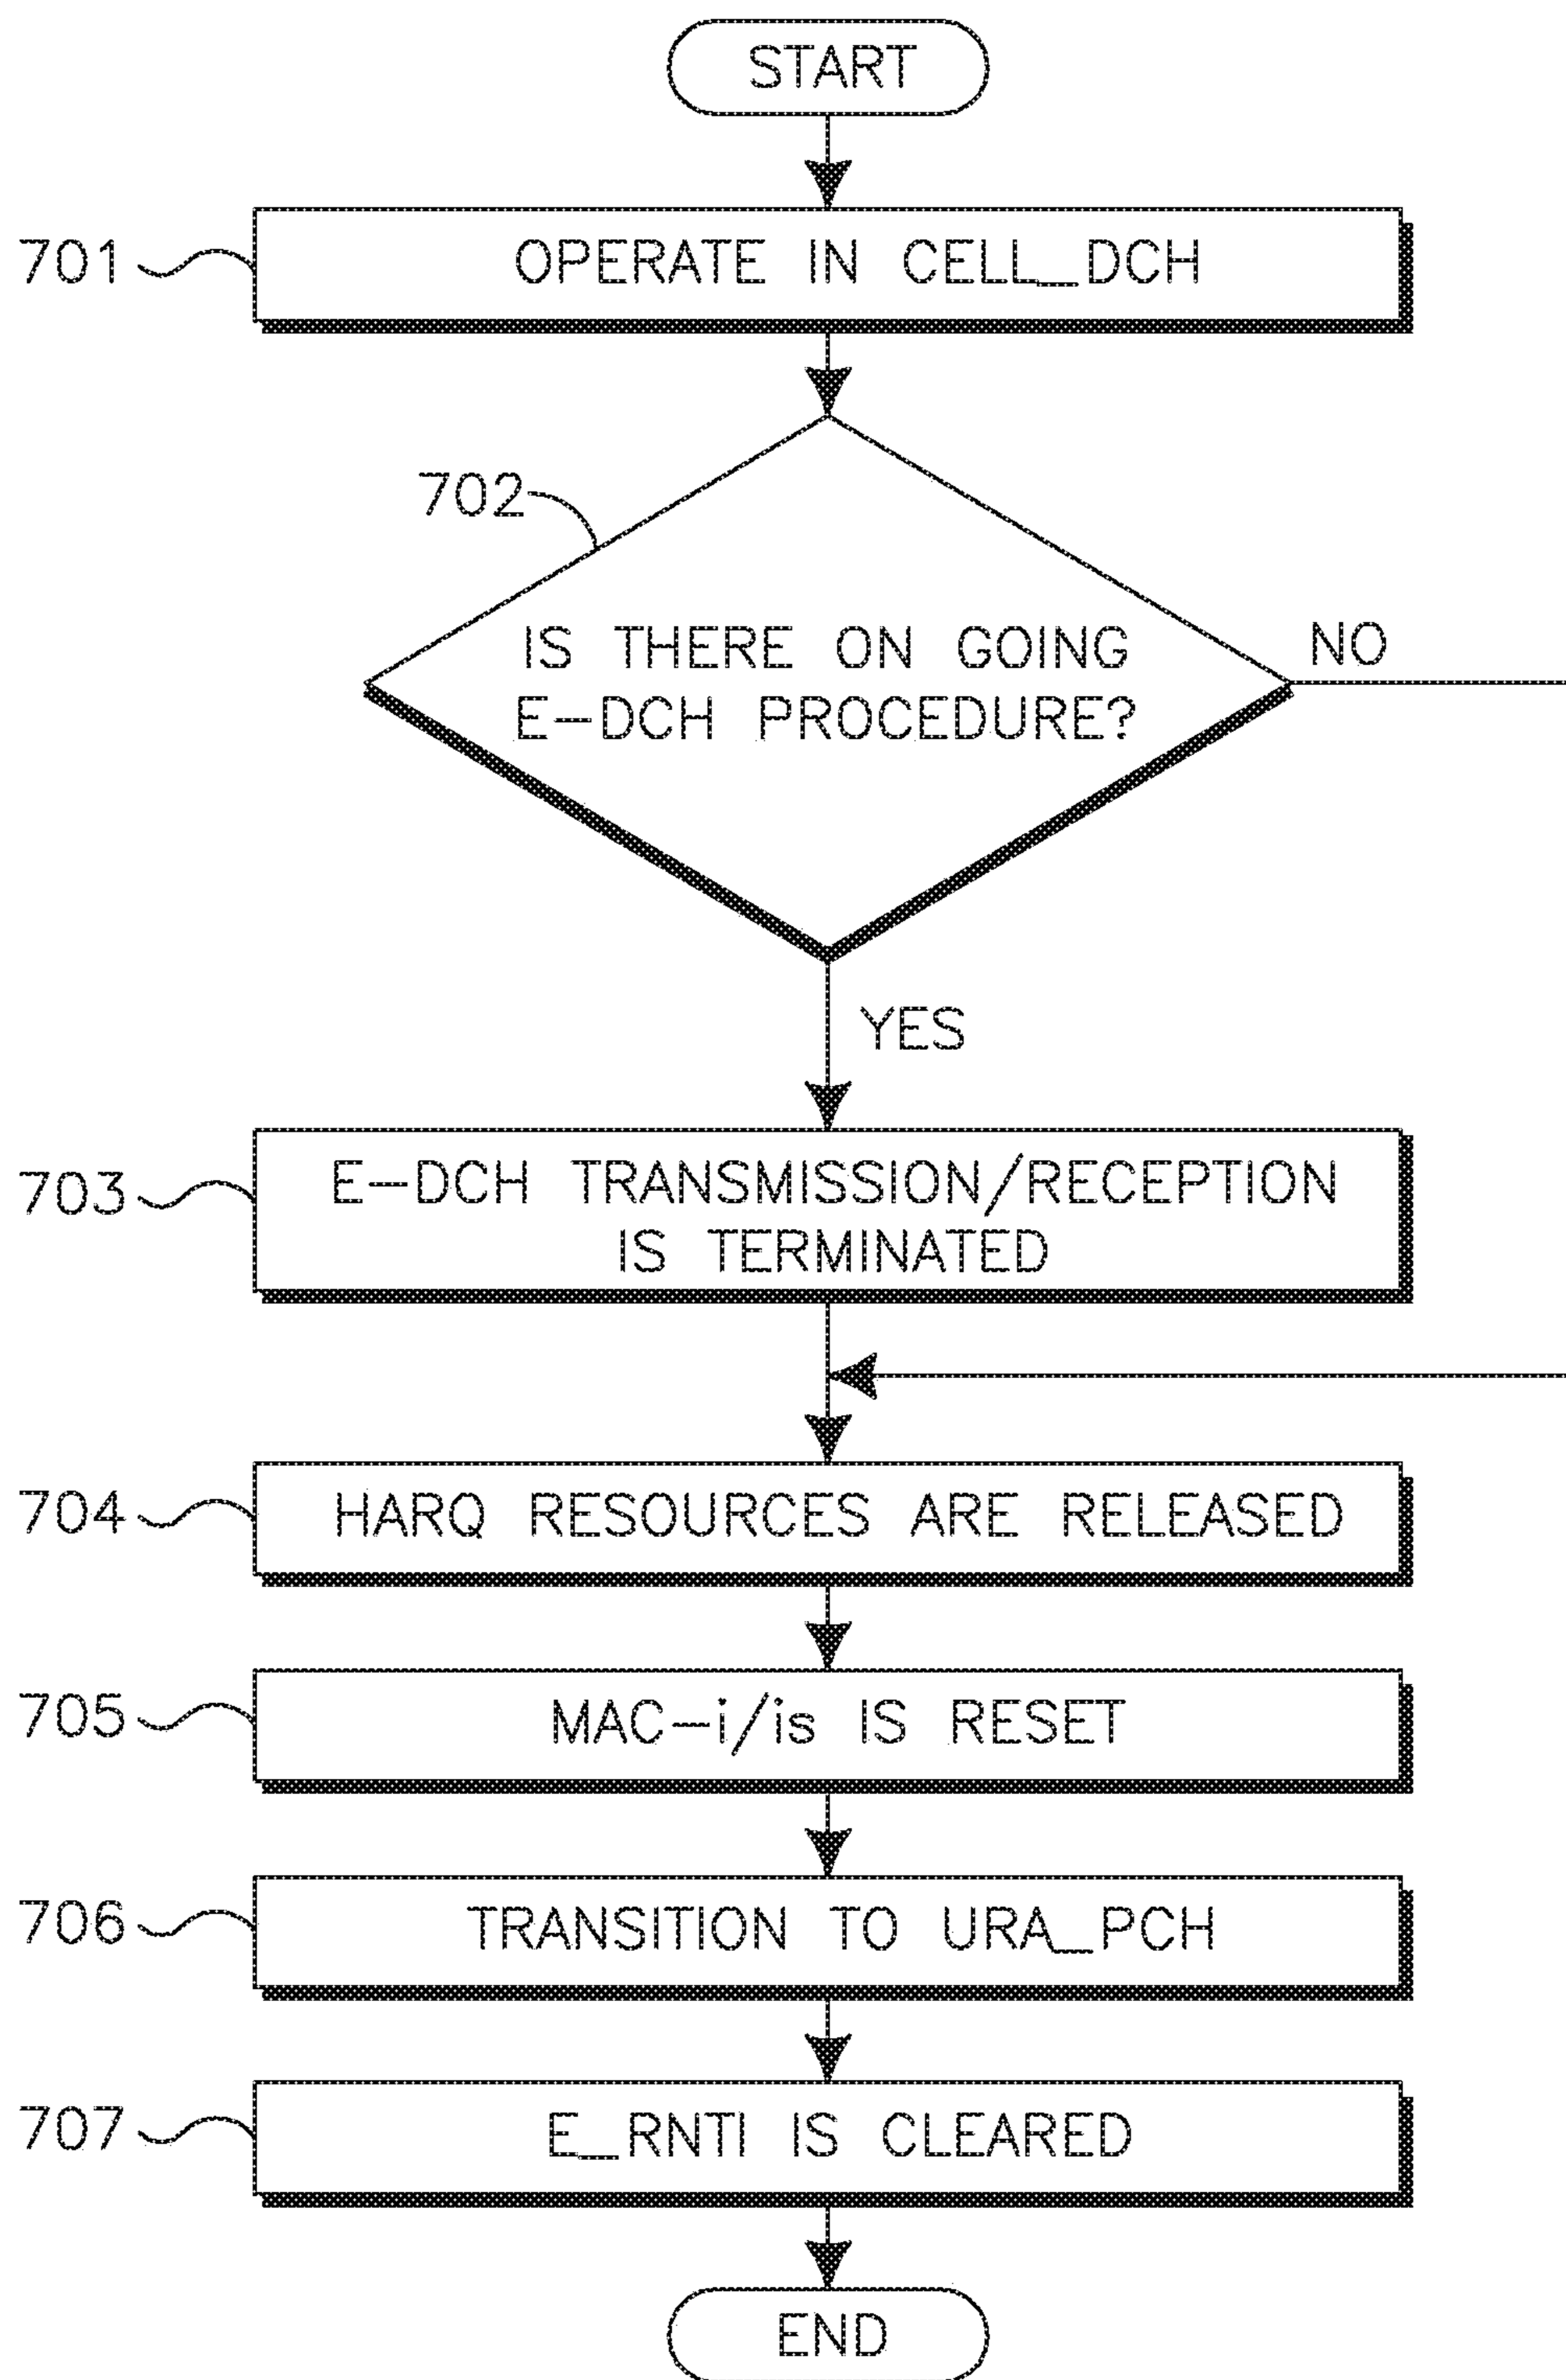 START
701
OPERATE IN CELL_DCH
702
IS THERE ON GOING
E-DCH PROCEDURE?
NO
YES
703
E-DCH TRANSMISSION/RECEPTION
IS TERMINATED
704
HARQ RESOURCES ARE RELEASED
705
MAC-i/is IS RESET
706
TRANSITION TO URA_PCH
707
E_RNTI IS CLEARED
END